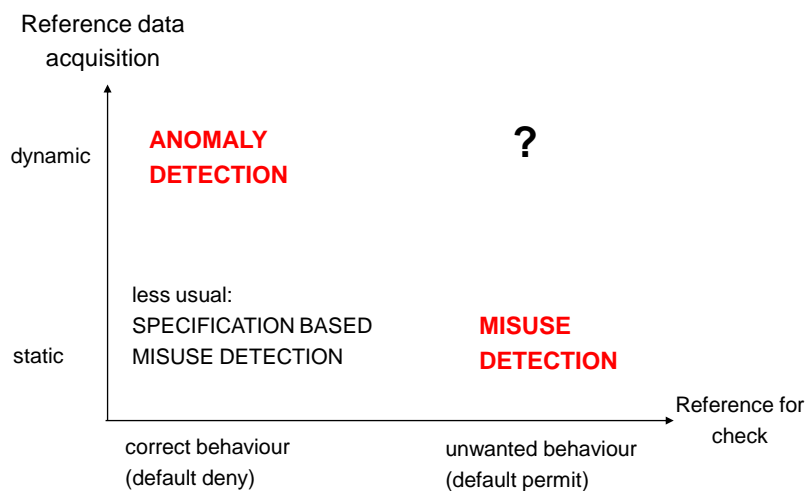 Reference data
acquisition
dynamic
ANOMALY
DETECTION
?
less usual:
SPECIFICATION BASED
MISUSE DETECTION
static
MISUSE
DETECTION
Reference for
check
correct behaviour
(default deny)
unwanted behaviour
(default permit)